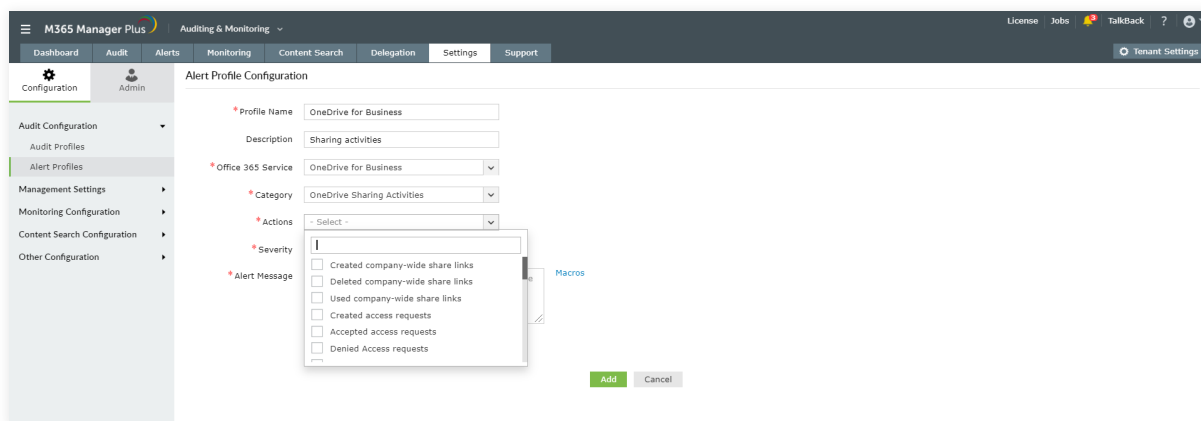 M365 Manager Plus Auditing & Monitoring License Jobs 3 TalkBack ?
Dashboard Audit Alerts Monitoring Content Search Delegation Settings Support Tenant Settings
Configuration Admin
Alert Profile Configuration
* Profile Name OneDrive for Business
Audit Configuration
Description Sharing activities
Audit Profiles
Alert Profiles
* Office 365 Service OneDrive for Business
Management Settings
* Category OneDrive Sharing Activities
Monitoring Configuration
* Actions - Select -
Content Search Configuration
* Severity
Other Configuration
Created company-wide share links
* Alert Message Macros
Deleted company-wide share links
Used company-wide share links
Created access requests
Accepted access requests
Denied Access requests
Add Cancel